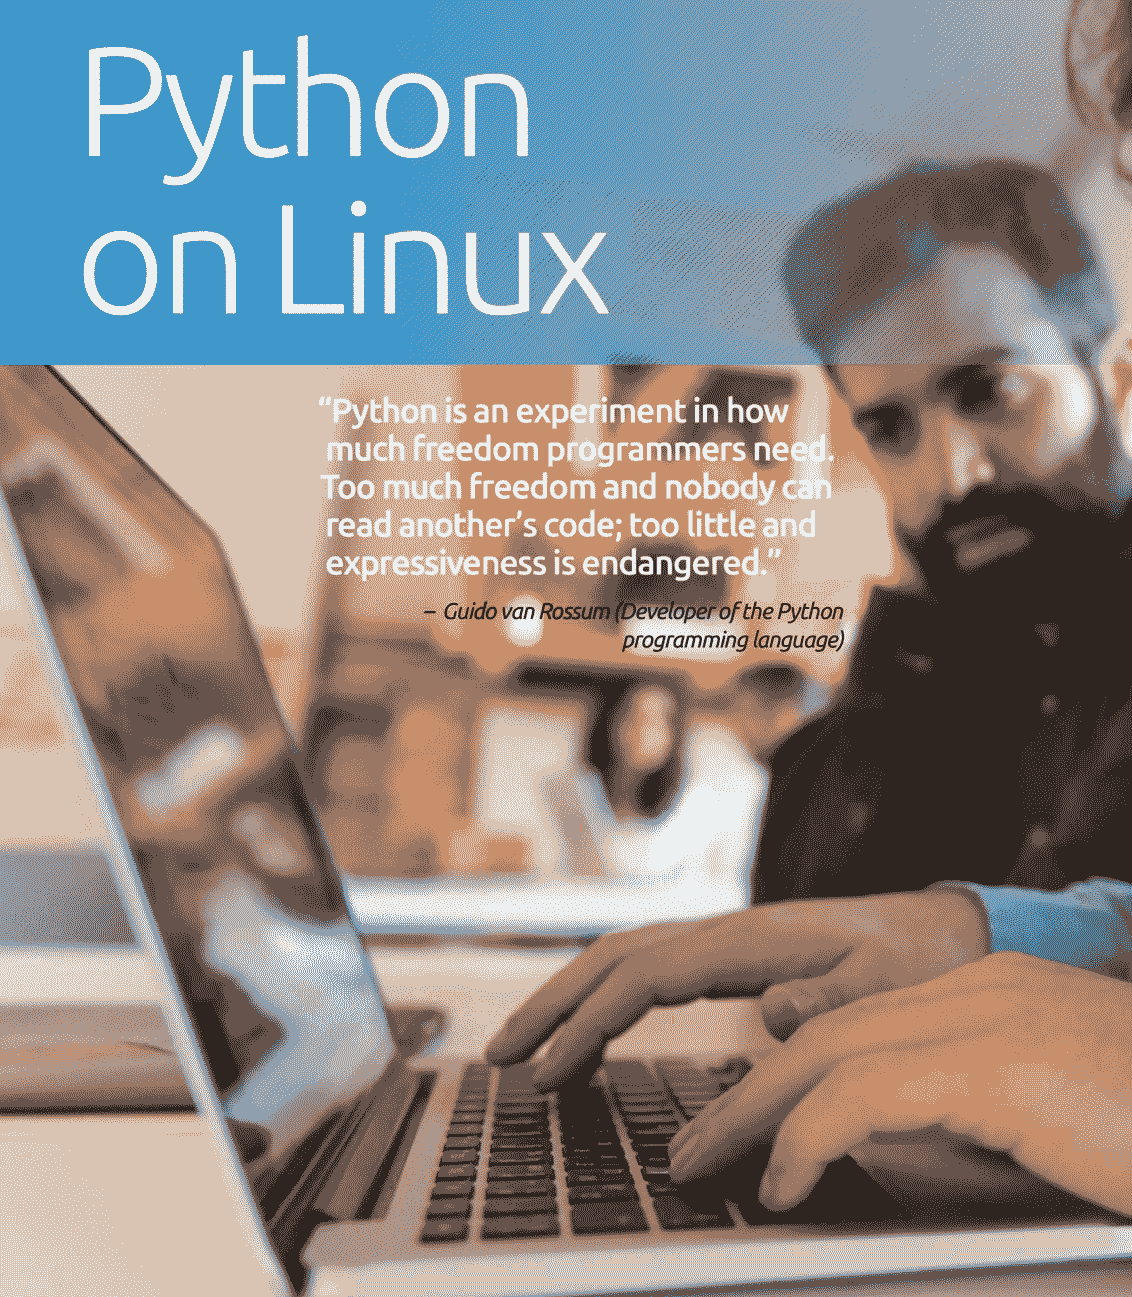 Python
on Linux
“Python is an experiment in how
much freedom programmers need.
Too much freedom and nobody can
read another’s code; too little and
expressiveness is endangered.”
– Guido van Rossum (Developer of the Python
programming language)